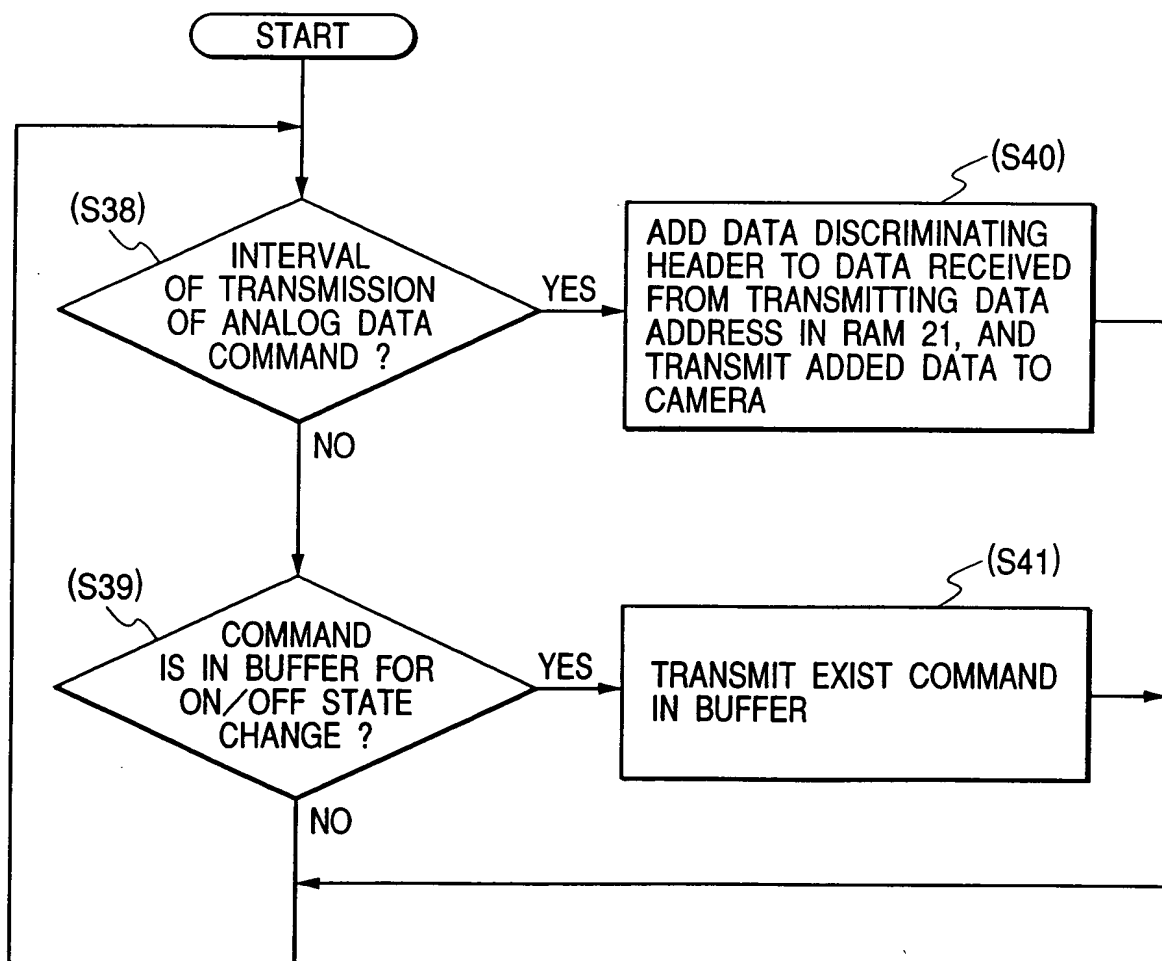 START
(S38)
INTERVAL
OF TRANSMISSION
OF ANALOG DATA
COMMAND ?
YES
NO
(S40)
ADD DATA DISCRIMINATING
HEADER TO DATA RECEIVED
FROM TRANSMITTING DATA
ADDRESS IN RAM 21, AND
TRANSMIT ADDED DATA TO
CAMERA
(S39)
COMMAND
IS IN BUFFER FOR
ON/OFF STATE
CHANGE ?
YES
NO
(S41)
TRANSMIT EXIST COMMAND
IN BUFFER